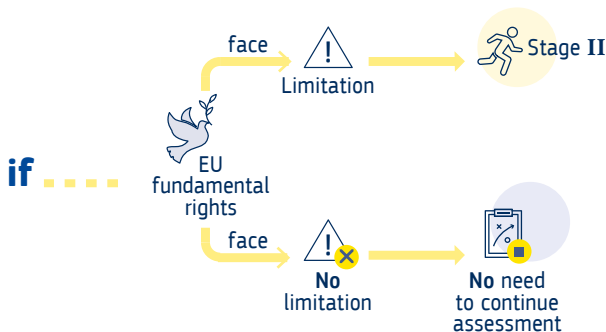 face
Limitation
Stage II
if
EU
fundamental
rights
face
No
limitation
No need
to continue
assessment